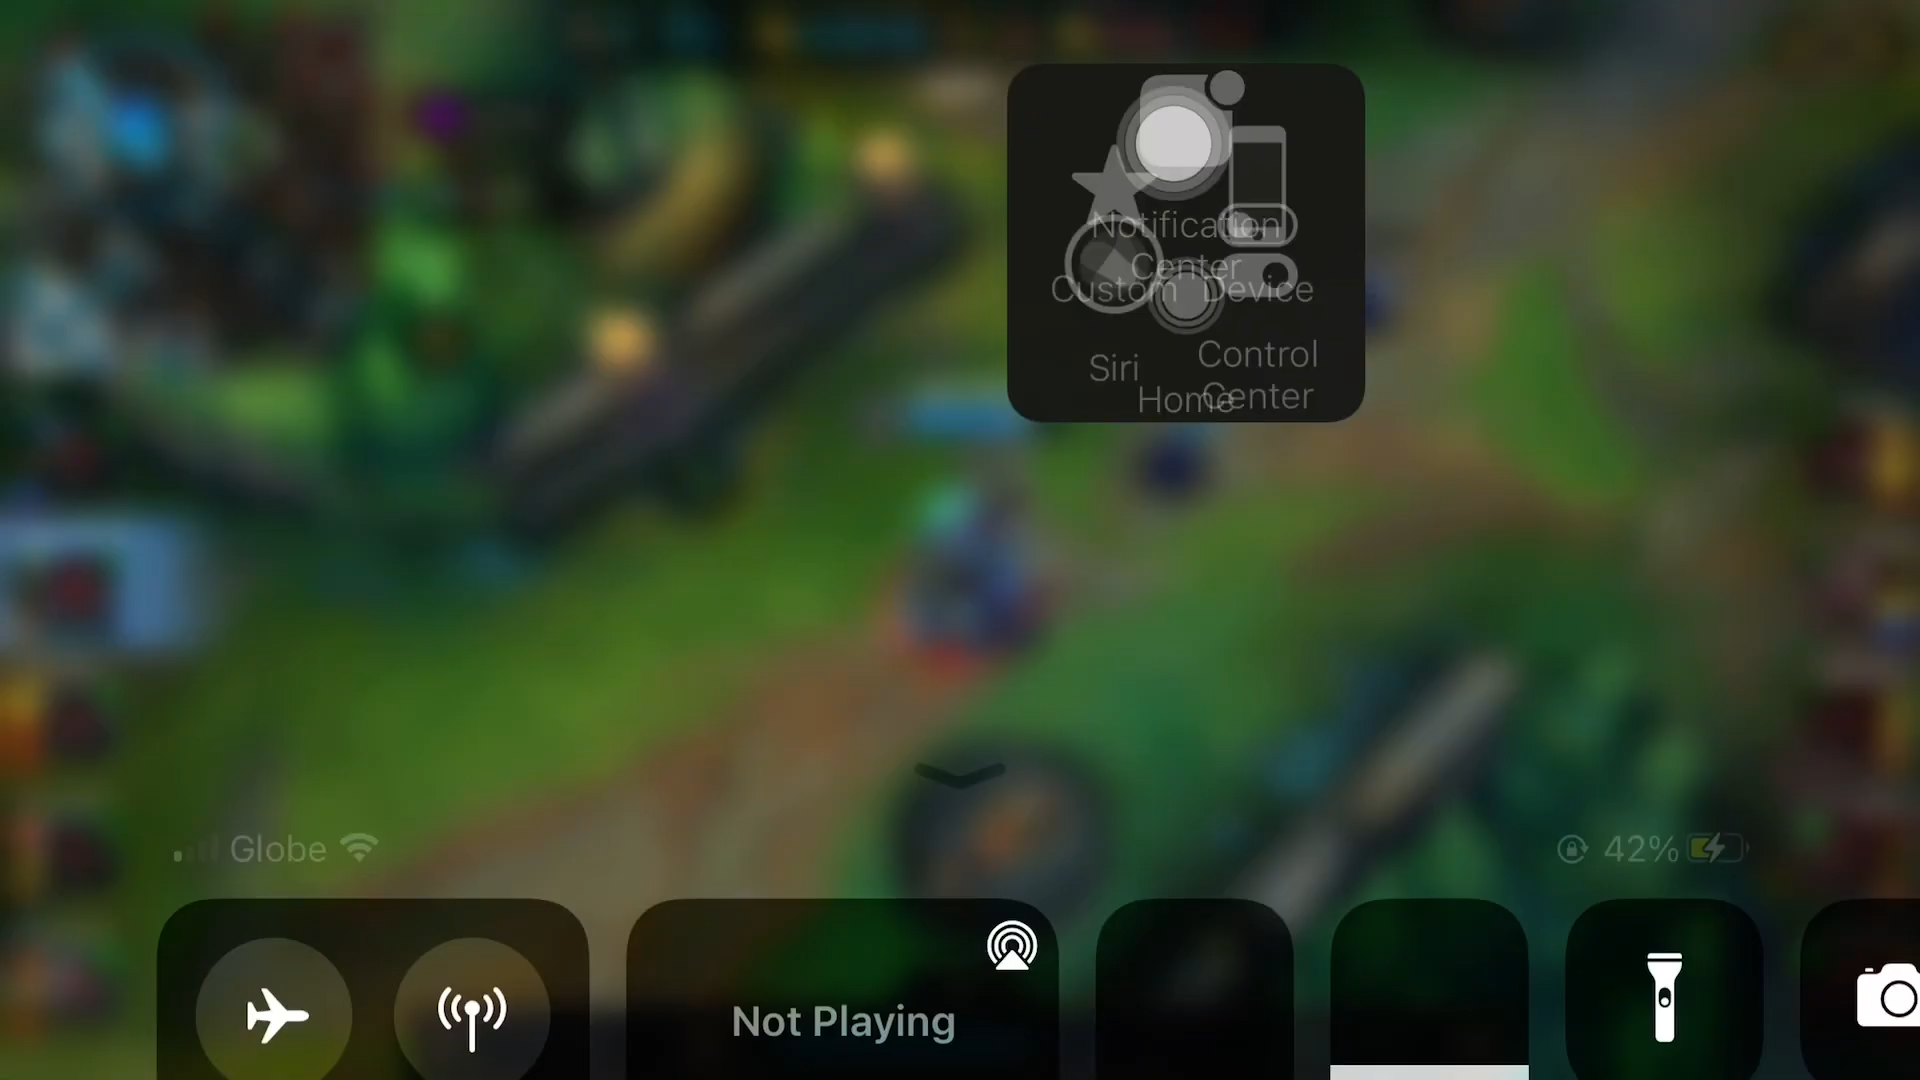 Notification
Center
Custom
Device
Siri
Control
Center
Home
Globe
42%
Not Playing